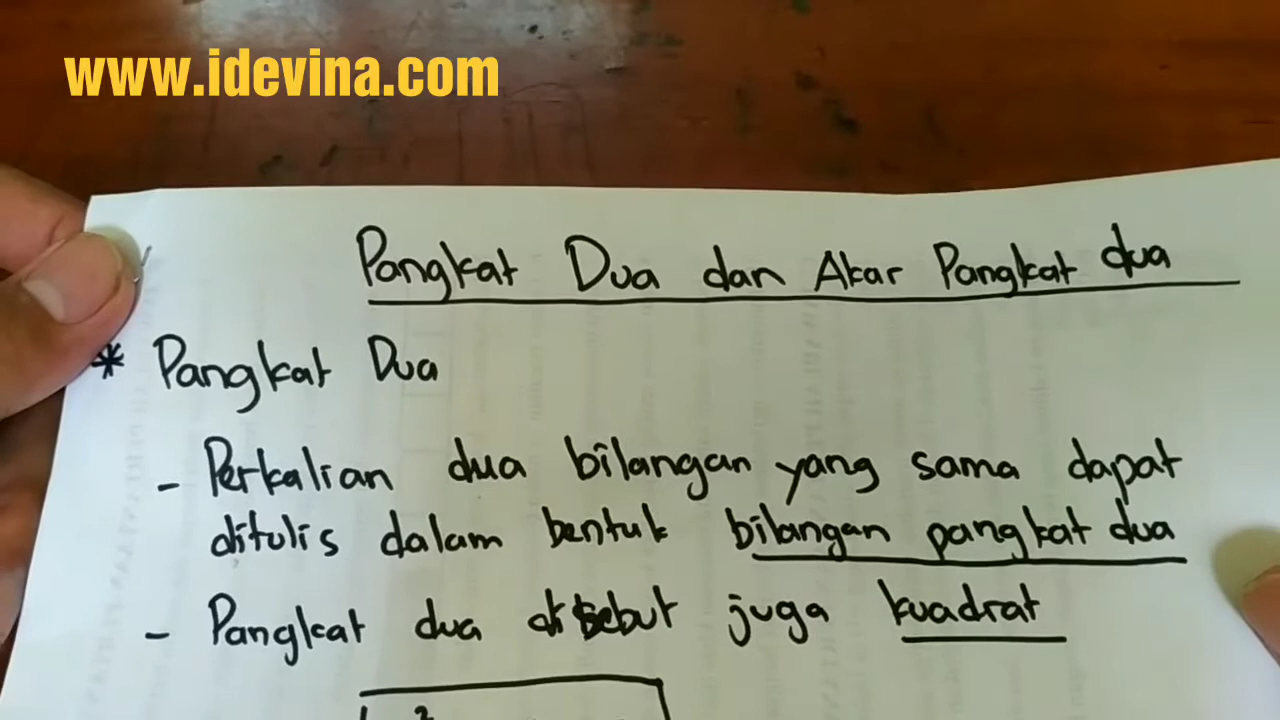 www.idevina.com
Pangkat Dua dan Akar Pangkat dua
* Pangkat Dua
- Perkalian dua bilangan yang sama dapat
ditulis dalam bentuk bilangan pangkat dua
- Pangkat dua disebut juga kuadrat
2